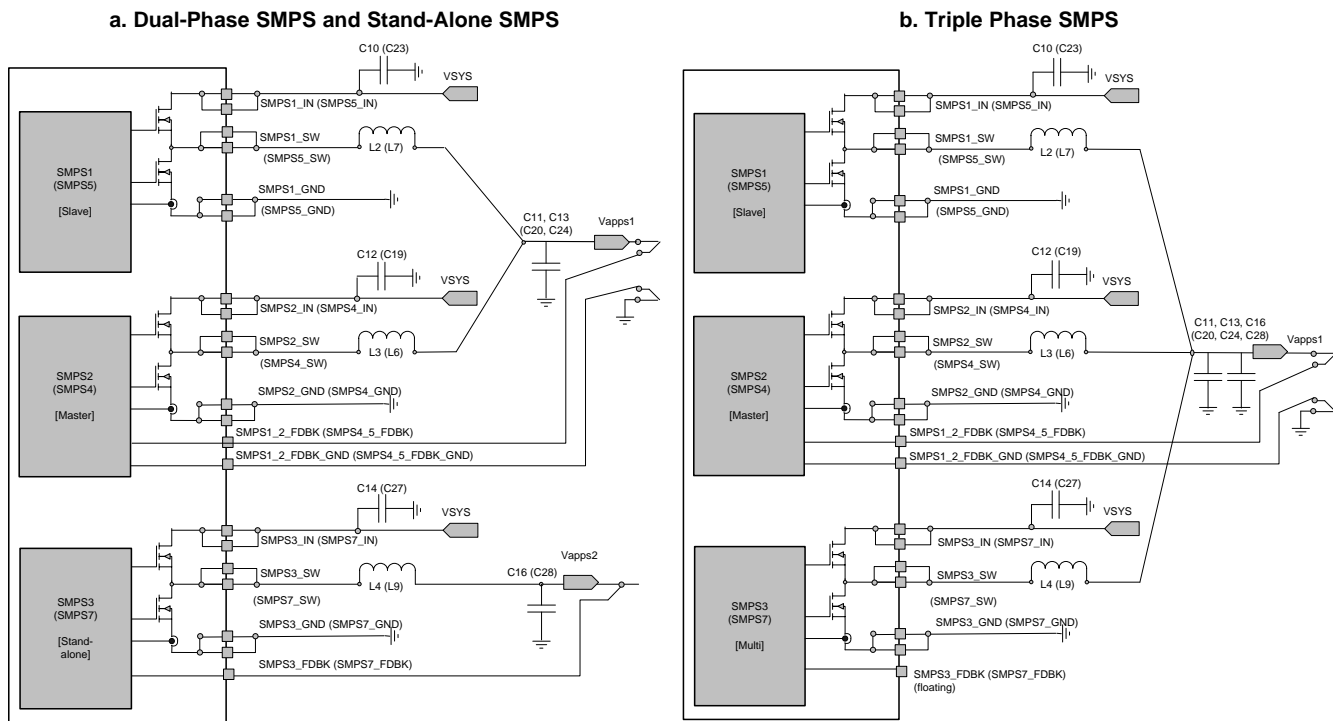 a. Dual-Phase SMPS and Stand-Alone SMPS
C10 (C23)
VSYS
SMPS1_IN (SMPS5_IN)
SMPS1_SW
(SMPS5_SW)
L2 (L7)
SMPS1
(SMPS5)
[Slave]
SMPS1_GND
(SMPS5_GND)
C11, C13
(C20, C24)
Vapps1
C12 (C19)
VSYS
SMPS2_IN (SMPS4_IN)
SMPS2_SW
(SMPS4_SW)
L3 (L6)
SMPS2
(SMPS4)
[Master]
SMPS2_GND (SMPS4_GND)
SMPS1_2_FDBK (SMPS4_5_FDBK)
SMPS1_2_FDBK_GND (SMPS4_5_FDBK_GND)
C14 (C27)
VSYS
SMPS3_IN (SMPS7_IN)
SMPS3_SW
(SMPS7_SW)
L4 (L9)
C16 (C28)
Vapps2
SMPS3
(SMPS7)
[Stand-
alone]
SMPS3_GND (SMPS7_GND)
SMPS3_FDBK (SMPS7_FDBK)
b. Triple Phase SMPS
C10 (C23)
VSYS
SMPS1_IN (SMPS5_IN)
SMPS1_SW
(SMPS5_SW)
L2 (L7)
SMPS1
(SMPS5)
[Slave]
SMPS1_GND
(SMPS5_GND)
C12 (C19)
VSYS
SMPS2_IN (SMPS4_IN)
SMPS2_SW
(SMPS4_SW)
L3 (L6)
C11, C13, C16
(C20, C24, C28)
Vapps1
SMPS2
(SMPS4)
[Master]
SMPS2_GND (SMPS4_GND)
SMPS1_2_FDBK (SMPS4_5_FDBK)
SMPS1_2_FDBK_GND (SMPS4_5_FDBK_GND)
C14 (C27)
VSYS
SMPS3_IN (SMPS7_IN)
SMPS3_SW
(SMPS7_SW)
L4 (L9)
SMPS3
(SMPS7)
[Multi]
SMPS3_GND (SMPS7_GND)
SMPS3_FDBK (SMPS7_FDBK)
(floating)